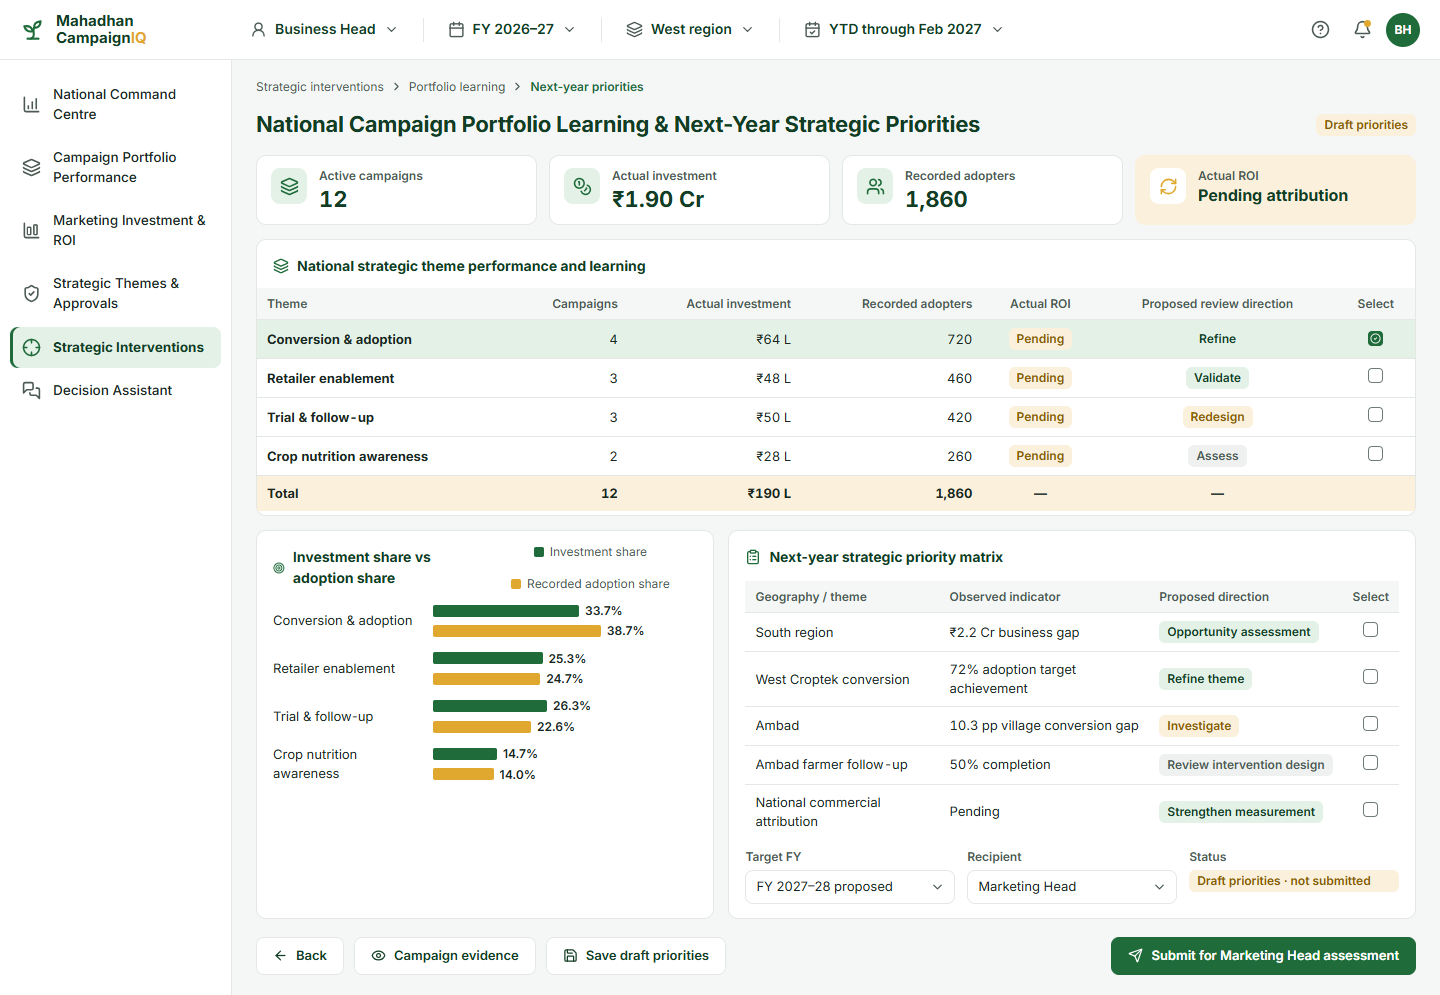 Mahadhan
CampaignIQ
Business Head
FY 2026–27
West region
YTD through Feb 2027
BH
National Command
Centre
Campaign Portfolio
Performance
Marketing Investment &
ROI
Strategic Themes &
Approvals
Strategic Interventions
Decision Assistant
Strategic interventions > Portfolio learning > Next-year priorities
National Campaign Portfolio Learning & Next-Year Strategic Priorities
Draft priorities
Active campaigns
12
Actual investment
₹1.90 Cr
Recorded adopters
1,860
Actual ROI
Pending attribution
National strategic theme performance and learning
Theme Campaigns Actual investment Recorded adopters Actual ROI Proposed review direction Select
Conversion & adoption 4 ₹64 L 720 Pending Refine
Retailer enablement 3 ₹48 L 460 Pending Validate
Trial & follow-up 3 ₹50 L 420 Pending Redesign
Crop nutrition awareness 2 ₹28 L 260 Pending Assess
Total 12 ₹190 L 1,860 — —
Investment share vs
adoption share
Investment share
Recorded adoption share
Conversion & adoption
33.7%
38.7%
Retailer enablement
25.3%
24.7%
Trial & follow-up
26.3%
22.6%
Crop nutrition
awareness
14.7%
14.0%
Next-year strategic priority matrix
Geography / theme Observed indicator Proposed direction Select
South region ₹2.2 Cr business gap Opportunity assessment
West Croptek conversion 72% adoption target
achievement Refine theme
Ambad 10.3 pp village conversion gap Investigate
Ambad farmer follow-up 50% completion Review intervention design
National commercial
attribution Pending Strengthen measurement
Target FY
FY 2027–28 proposed
Recipient
Marketing Head
Status
Draft priorities · not submitted
Back
Campaign evidence
Save draft priorities
Submit for Marketing Head assessment